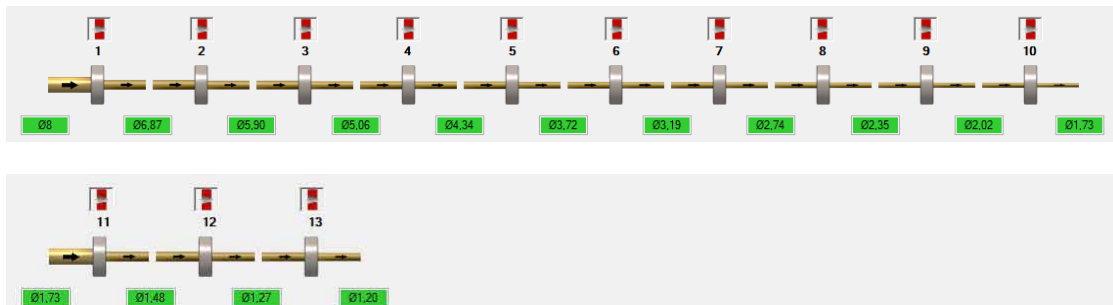 1 2 3 4 5 6 7 8 9 10
Ø8 Ø6,87 Ø5,90 Ø5,06 Ø4,34 Ø3,72 Ø3,19 Ø2,74 Ø2,35 Ø2,02 Ø1,73
11 12 13
Ø1,73 Ø1,48 Ø1,27 Ø1,20